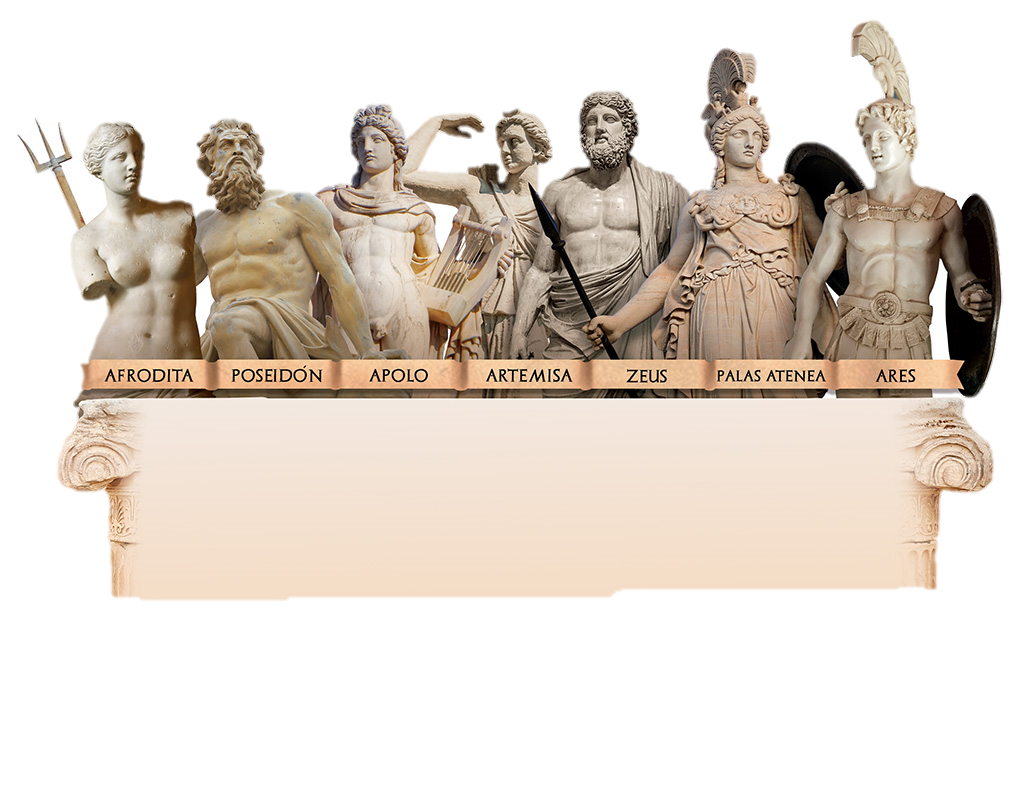 AFRODITA POSEIDÓN APOLO ARTEMISA ZEUS PALAS ATENEA ARES